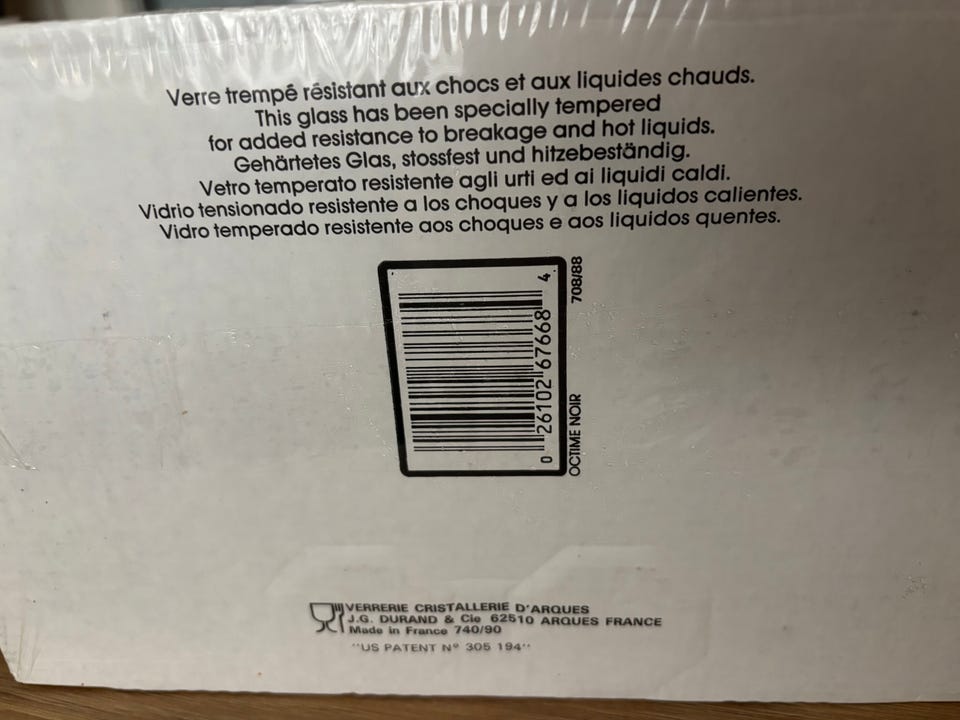 Verre trempé résistant aux chocs et aux liquides chauds.
This glass has been specially tempered
for added resistance to breakage and hot liquids.
Gehärtetes Glas, stossfest und hitzebeständig.
Vetro temperato resistente agli urti ed ai liquidi caldi.
Vidrio tensionado resistente a los choques y a los liquidos calientes.
Vidro temperado resistente aos choques e aos liquidos quentes.
0 26102 67668 4
OCTIME NOIR 708/88
VERRERIE CRISTALLERIE D'ARQUES
J.G. DURAND & Cie 62510 ARQUES FRANCE
Made in France 740/90
"US PATENT Nº 305 194"